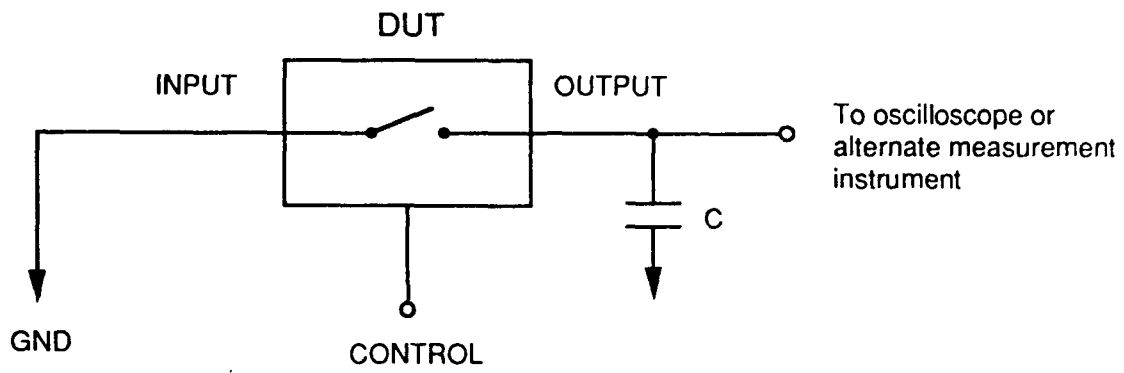 DUT
INPUT
OUTPUT
To oscilloscope or
alternate measurement
instrument
C
GND
CONTROL